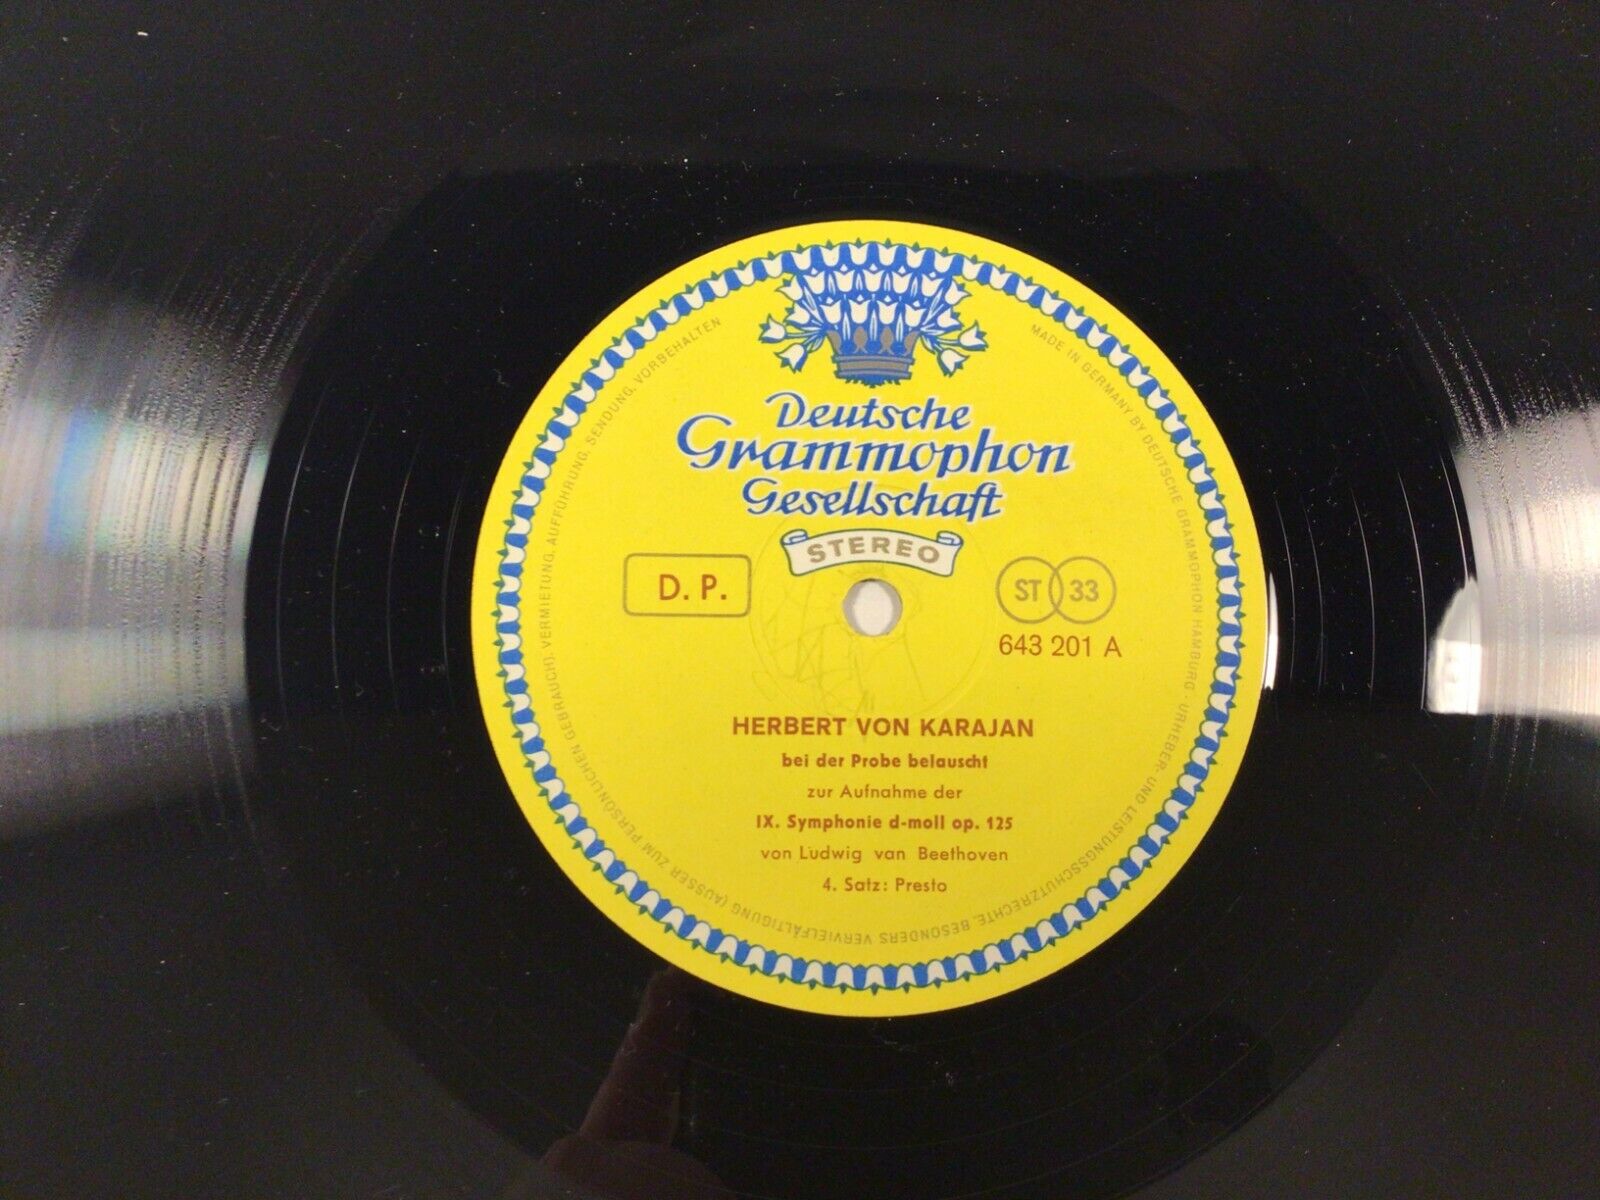 Deutsche
Grammophon
Gesellschaft
STEREO
D. P.
ST 33
643 201 A
HERBERT VON KARAJAN
bei der Probe belauscht
zur Aufnahme der
IX. Symphonie d-moll op. 125
von Ludwig van Beethoven
4. Satz: Presto
MADE IN GERMANY BY DEUTSCHE GRAMMOPHON HAMBURG · URHEBER- UND LEISTUNGSSCHUTZRECHTE, BESONDERS VERVIELFÄLTIGUNG (AUSSER ZUM PERSÖNLICHEN GEBRAUCH), VERMIETUNG, AUFFÜHRUNG, SENDUNG, VORBEHALTEN